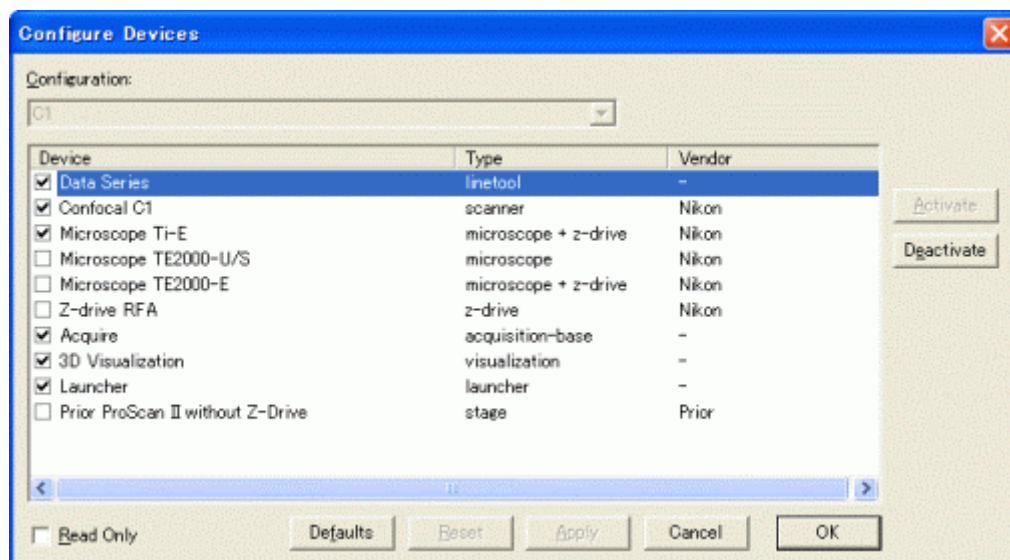 Configure Devices
Configuration:
C1
Device Type Vendor
Data Series linetool -
Confocal C1 scanner Nikon
Microscope Ti-E microscope + z-drive Nikon
Microscope TE2000-U/S microscope Nikon
Microscope TE2000-E microscope + z-drive Nikon
Z-drive RFA z-drive Nikon
Acquire acquisition-base -
3D Visualization visualization -
Launcher launcher -
Prior ProScan II without Z-Drive stage Prior
Activate
Deactivate
Read Only Defaults Reset Apply Cancel OK